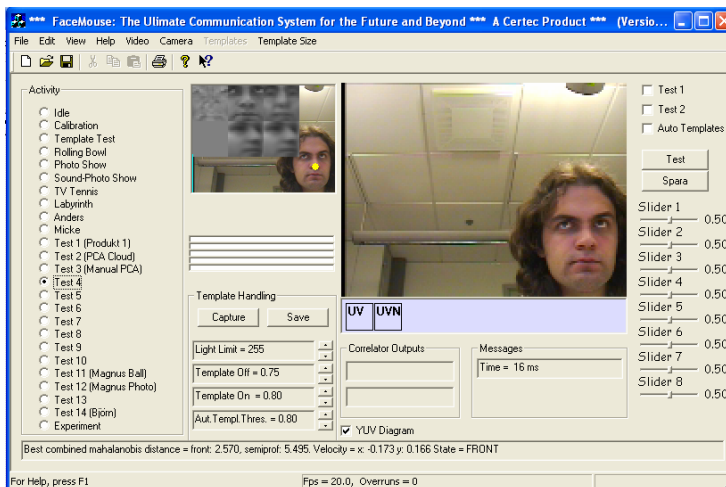 *** FaceMouse: The Ulimate Communication System for the Future and Beyond *** A Certec Product *** (Versio...
File Edit View Help Video Camera Templates Template Size
Activity
Idle
Calibration
Template Test
Rolling Bowl
Photo Show
Sound-Photo Show
TV Tennis
Labyrinth
Anders
Micke
Test 1 (Produkt 1)
Test 2 (PCA Cloud)
Test 3 (Manual PCA)
Test 4
Test 5
Test 6
Test 7
Test 8
Test 9
Test 10
Test 11 (Magnus Ball)
Test 12 (Magnus Photo)
Test 13
Test 14 (Björn)
Experiment
Template Handling
Capture Save
Light Limit = 255
Template Off = 0.75
Template On = 0.80
Aut.Templ.Thres. = 0.80
UV UVN
Correlator Outputs
Messages
Time = 16 ms
YUV Diagram
Test 1
Test 2
Auto Templates
Test
Spara
Slider 1
0.50
Slider 2
0.50
Slider 3
0.50
Slider 4
0.50
Slider 5
0.50
Slider 6
0.50
Slider 7
0.50
Slider 8
0.50
Best combined mahalanobis distance = front: 2.570, semiprof: 5.495. Velocity = x: -0.173 y: 0.166 State = FRONT
For Help, press F1
Fps = 20.0, Overruns = 0